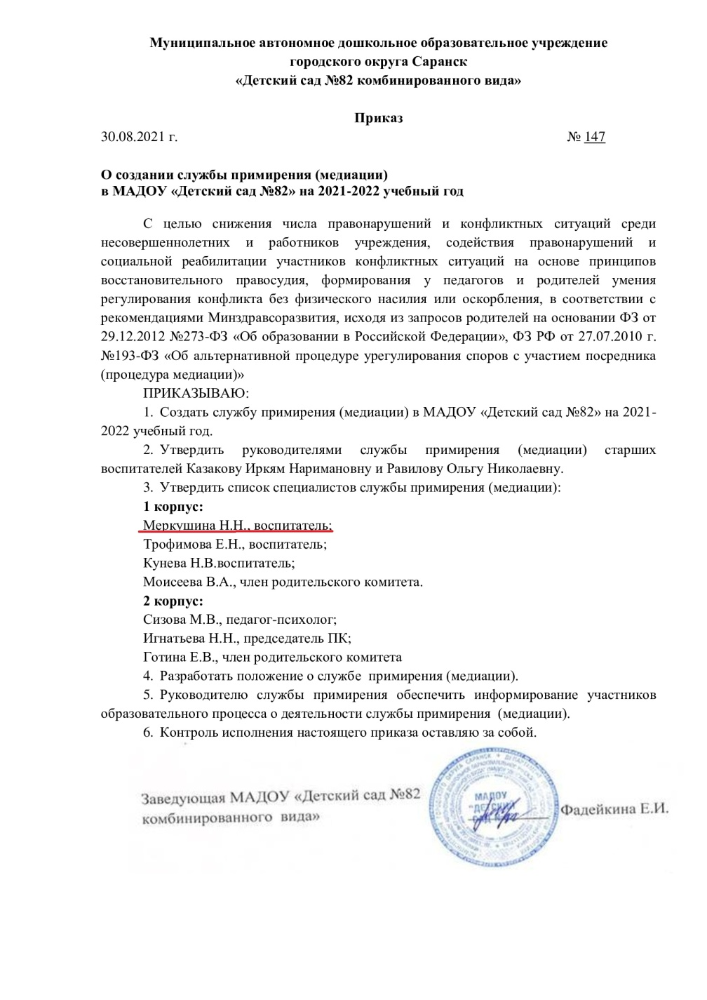 Муниципальное автономное дошкольное образовательное учреждение
городского округа Саранск
«Детский сад №82 комбинированного вида»
Приказ
30.08.2021 г. № 147
О создании службы примирения (медиации)
в МАДОУ «Детский сад №82» на 2021-2022 учебный год
С целью снижения числа правонарушений и конфликтных ситуаций среди
несовершеннолетних и работников учреждения, содействия правонарушений и
социальной реабилитации участников конфликтных ситуаций на основе принципов
восстановительного правосудия, формирования у педагогов и родителей умения
регулирования конфликта без физического насилия или оскорбления, в соответствии с
рекомендациями Минздравсоразвития, исходя из запросов родителей на основании ФЗ от
29.12.2012 №273-ФЗ «Об образовании в Российской Федерации», ФЗ РФ от 27.07.2010 г.
№193-ФЗ «Об альтернативной процедуре урегулирования споров с участием посредника
(процедура медиации)»
ПРИКАЗЫВАЮ:
1. Создать службу примирения (медиации) в МАДОУ «Детский сад №82» на 2021-
2022 учебный год.
2. Утвердить руководителями службы примирения (медиации) старших
воспитателей Казакову Иркям Наримановну и Равилову Ольгу Николаевну.
3. Утвердить список специалистов службы примирения (медиации):
1 корпус:
Меркушина Н.Н., воспитатель;
Трофимова Е.Н., воспитатель;
Кунева Н.В.воспитатель;
Моисеева В.А., член родительского комитета.
2 корпус:
Сизова М.В., педагог-психолог;
Игнатьева Н.Н., председатель ПК;
Готина Е.В., член родительского комитета
4. Разработать положение о службе примирения (медиации).
5. Руководителю службы примирения обеспечить информирование участников
образовательного процесса о деятельности службы примирения (медиации).
6. Контроль исполнения настоящего приказа оставляю за собой.
Заведующая МАДОУ «Детский сад №82
комбинированного вида»
МАДОУ
"ДЕТСКИЙ
Фадейкина Е.И.